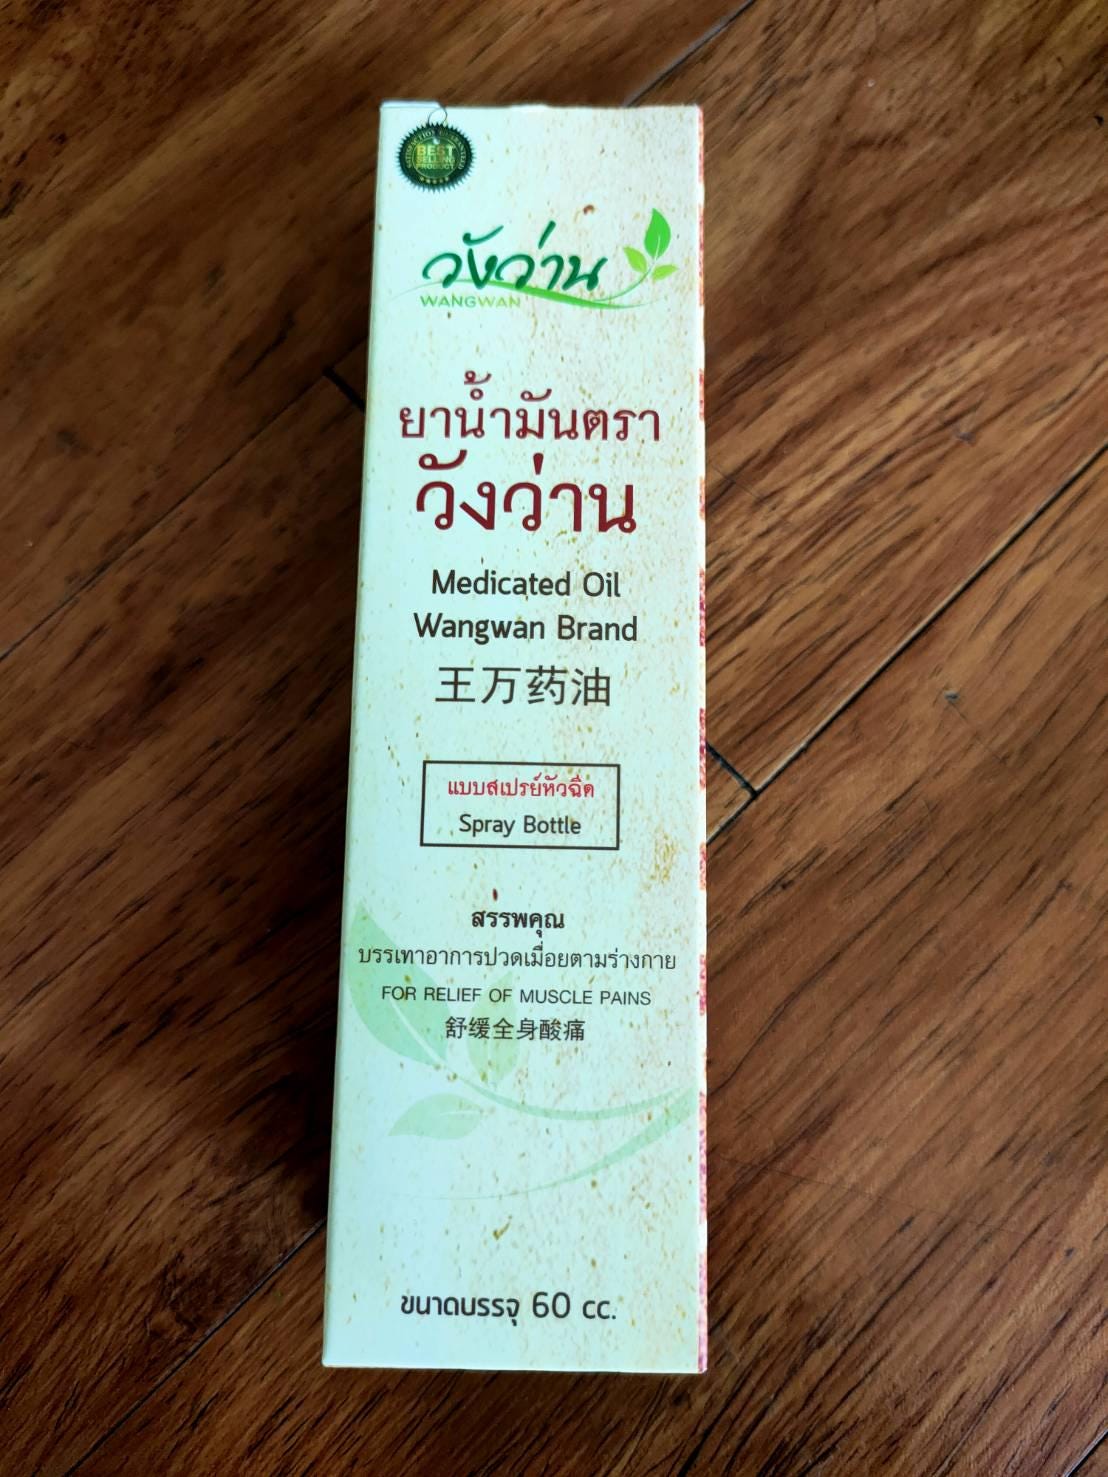 SATISFACTION GUARANTEED
BEST
SELLING
PRODUCT
วังว่าน
WANGWAN
ยาน้ำมันตรา
วังว่าน
Medicated Oil
Wangwan Brand
王万药油
แบบสเปรย์หัวฉีด
Spray Bottle
สรรพคุณ
บรรเทาอาการปวดเมื่อยตามร่างกาย
FOR RELIEF OF MUSCLE PAINS
舒缓全身酸痛
ขนาดบรรจุ 60 cc.